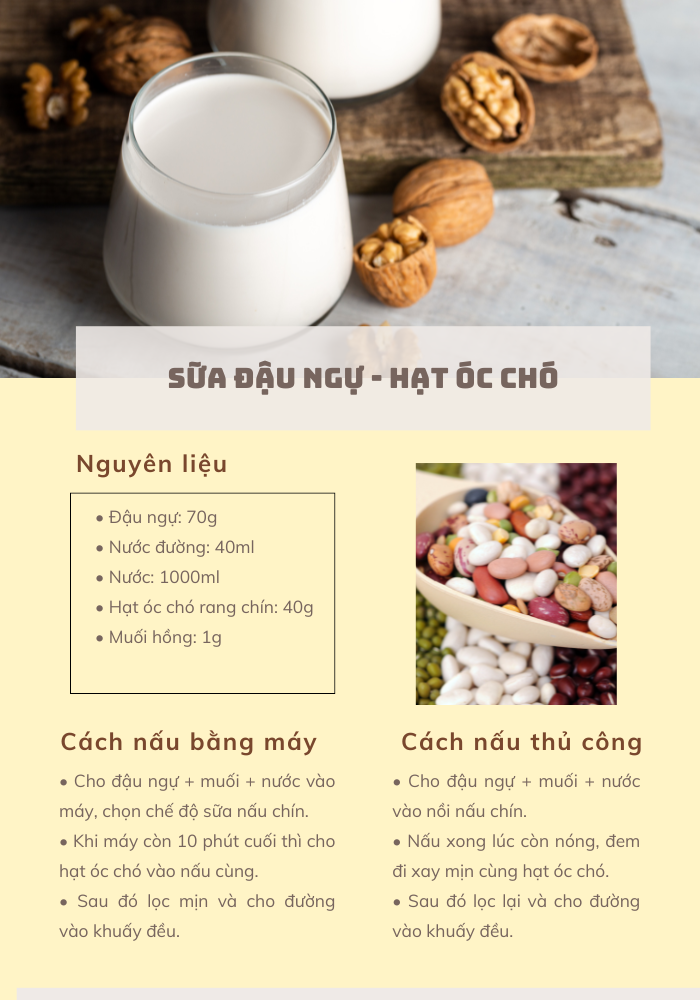 SỮA ĐẬU NGỰ - HẠT ÓC CHÓ
Nguyên liệu
• Đậu ngự: 70g
• Nước đường: 40ml
• Nước: 1000ml
• Hạt óc chó rang chín: 40g
• Muối hồng: 1g
Cách nấu bằng máy
• Cho đậu ngự + muối + nước vào
máy, chọn chế độ sữa nấu chín.
• Khi máy còn 10 phút cuối thì cho
hạt óc chó vào nấu cùng.
• Sau đó lọc mịn và cho đường
vào khuấy đều.
Cách nấu thủ công
• Cho đậu ngự + muối + nước
vào nồi nấu chín.
• Nấu xong lúc còn nóng, đem
đi xay mịn cùng hạt óc chó.
• Sau đó lọc lại và cho đường
vào khuấy đều.